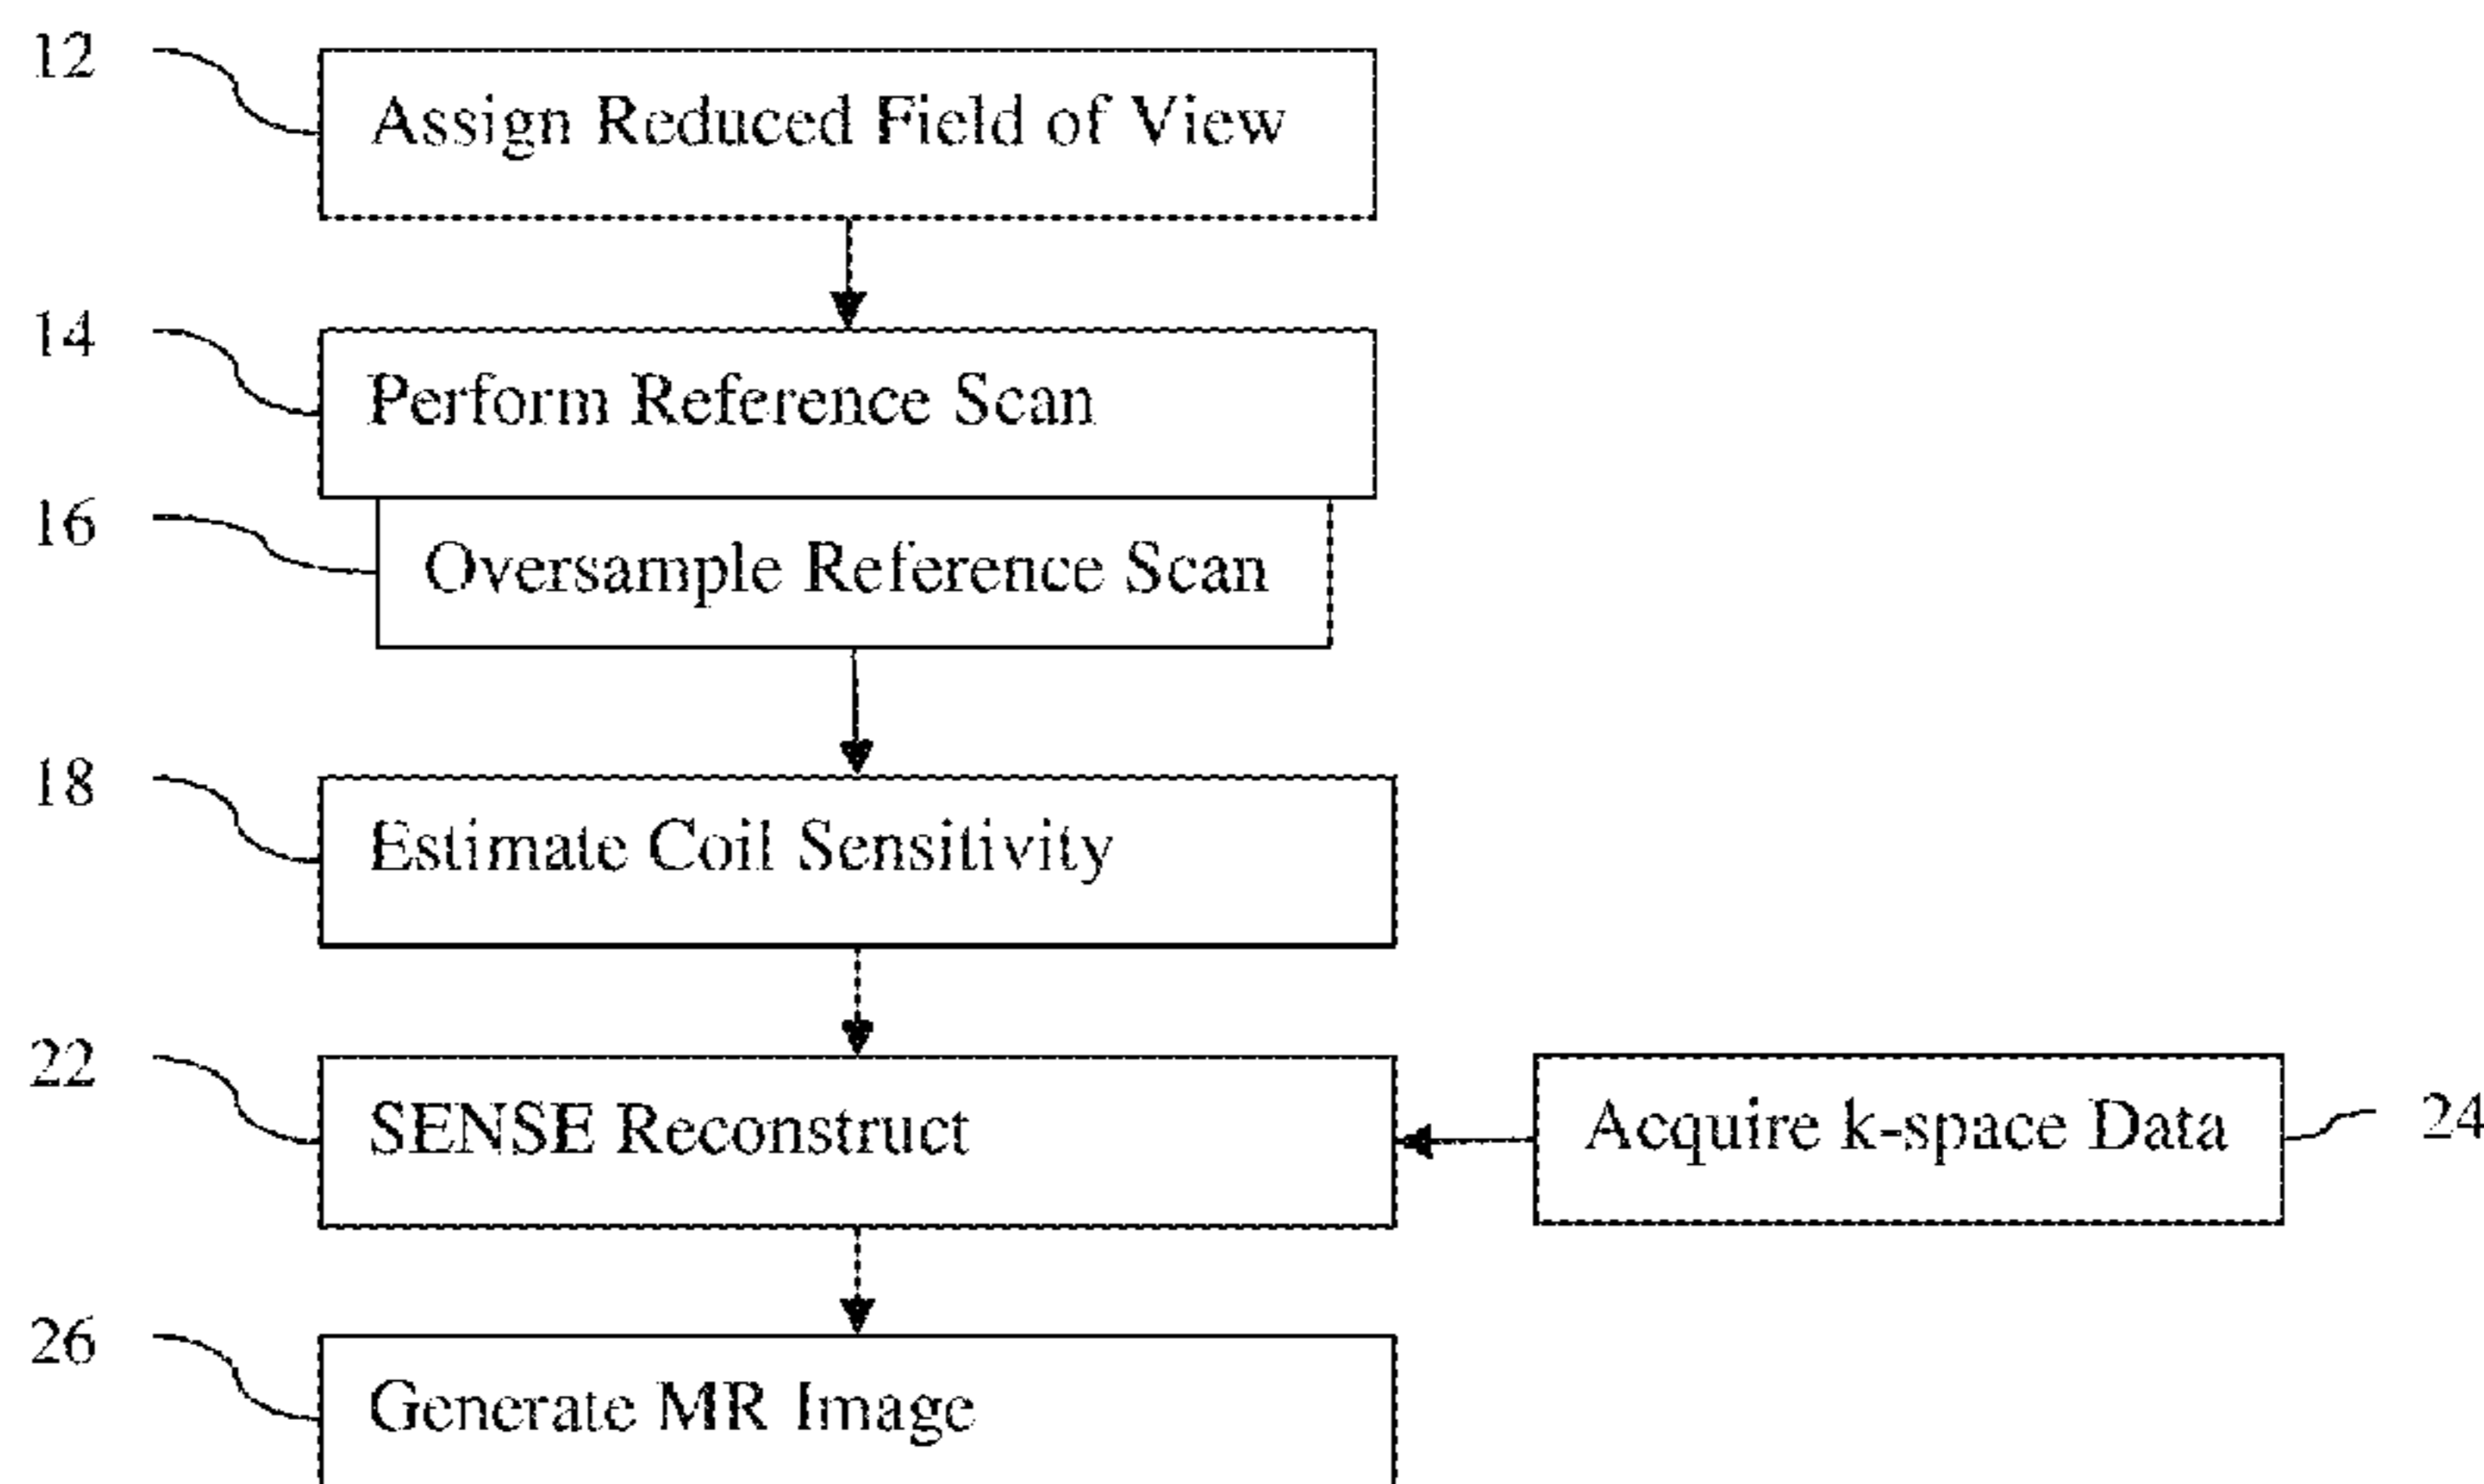 12
Assign Reduced Field of View
14
Perform Reference Scan
16
Oversample Reference Scan
18
Estimate Coil Sensitivity
22
SENSE Reconstruct
Acquire k-space Data
24
26
Generate MR Image